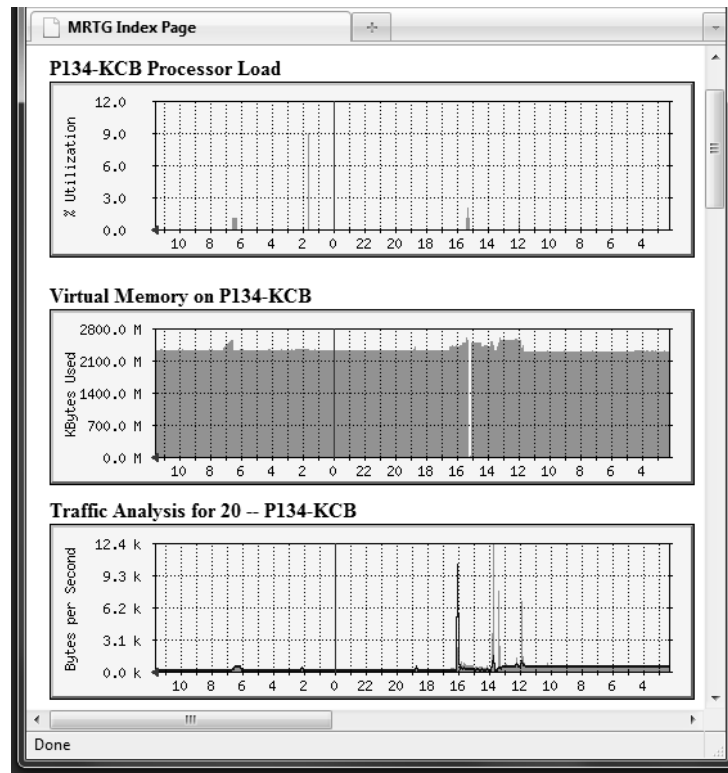 MRTG Index Page
P134-KCB Processor Load
% Utilization
12.0
9.0
6.0
3.0
0.0
10 8 6 4 2 0 22 20 18 16 14 12 10 8 6 4
Virtual Memory on P134-KCB
KBytes Used
2800.0 M
2100.0 M
1400.0 M
700.0 M
0.0 M
10 8 6 4 2 0 22 20 18 16 14 12 10 8 6 4
Traffic Analysis for 20 -- P134-KCB
Bytes per Second
12.4 k
9.3 k
6.2 k
3.1 k
0.0 k
10 8 6 4 2 0 22 20 18 16 14 12 10 8 6 4
Done